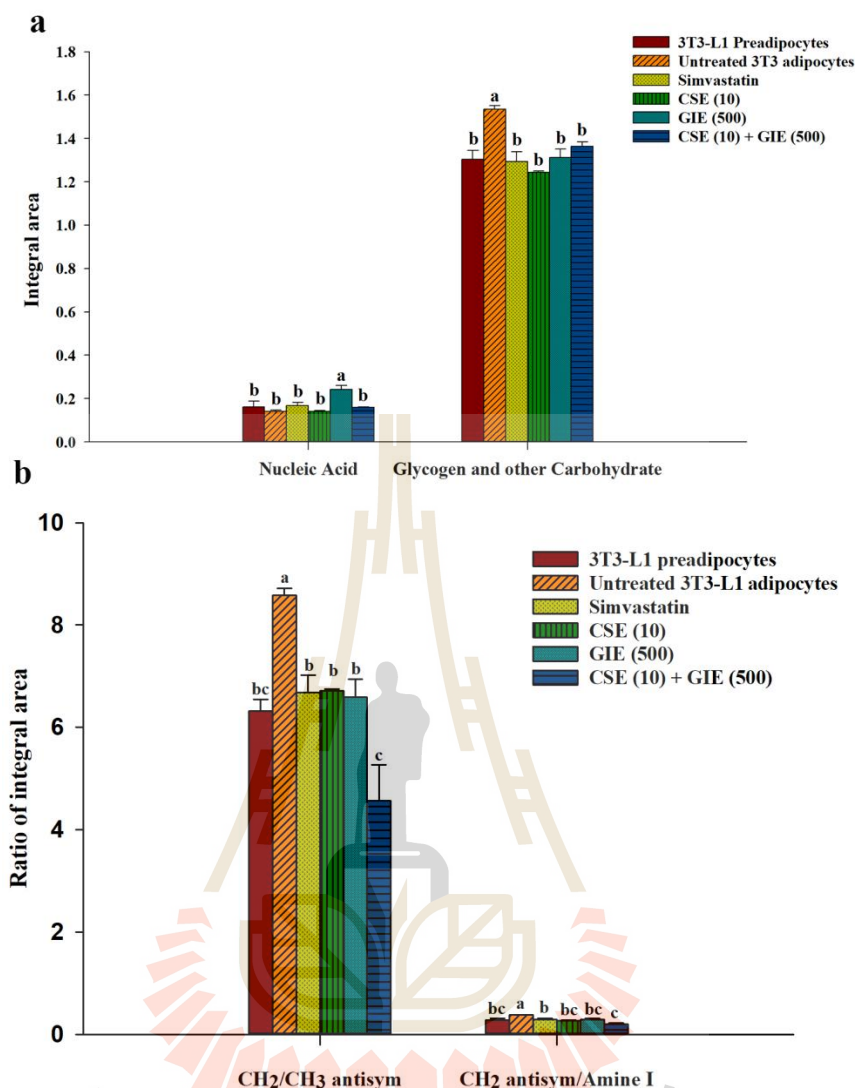 a
1.8
1.6
1.4
1.2
1.0
0.8
0.6
0.4
0.2
0.0
Integral area
3T3-L1 Preadipocytes
Untreated 3T3 adipocytes
Simvastatin
CSE (10)
GIE (500)
CSE (10) + GIE (500)
b b b b a b
b a b b b b
Nucleic Acid Glycogen and other Carbohydrate
b
10
8
6
4
2
0
Ratio of integral area
3T3-L1 preadipocytes
Untreated 3T3-L1 adipocytes
Simvastatin
CSE (10)
GIE (500)
CSE (10) + GIE (500)
bc a b b b c
bc a b bc bc c
CH2/CH3 antisym CH2 antisym/Amine I